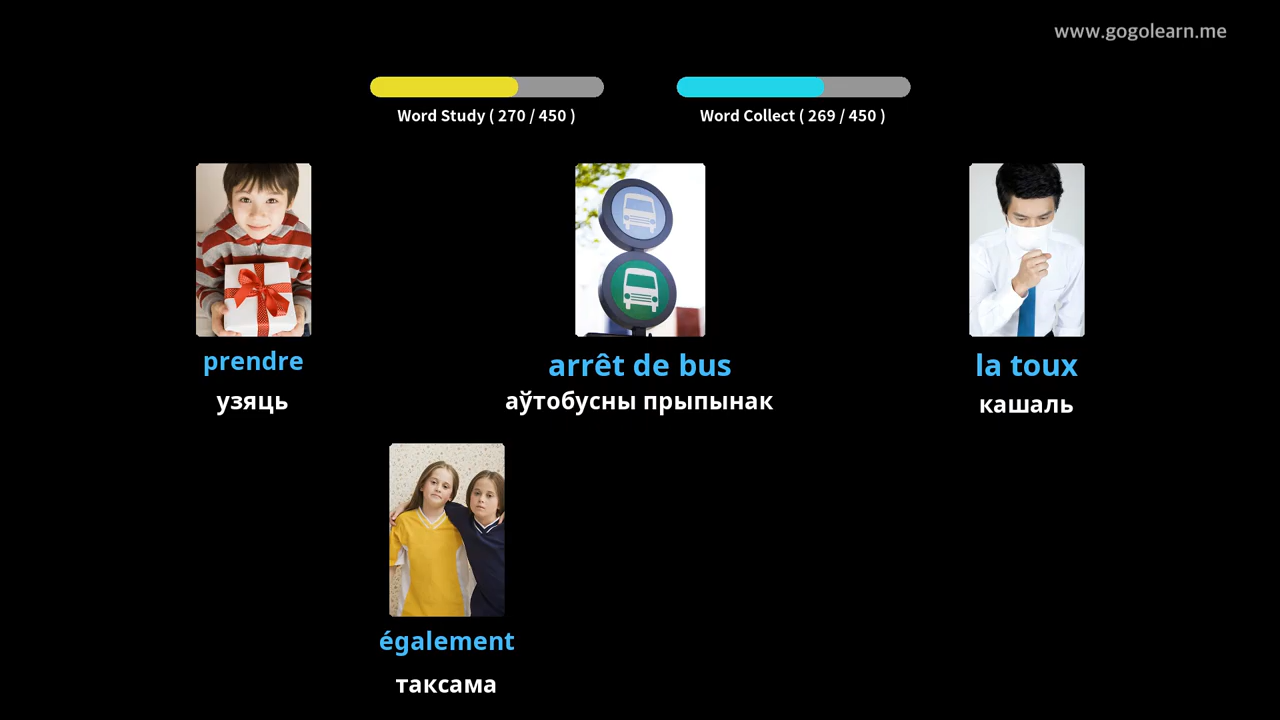 www.gogolearn.me
Word Study ( 270 / 450 )
Word Collect ( 269 / 450 )
prendre
узяць
arrêt de bus
аўтобусны прыпынак
la toux
кашаль
également
таксама